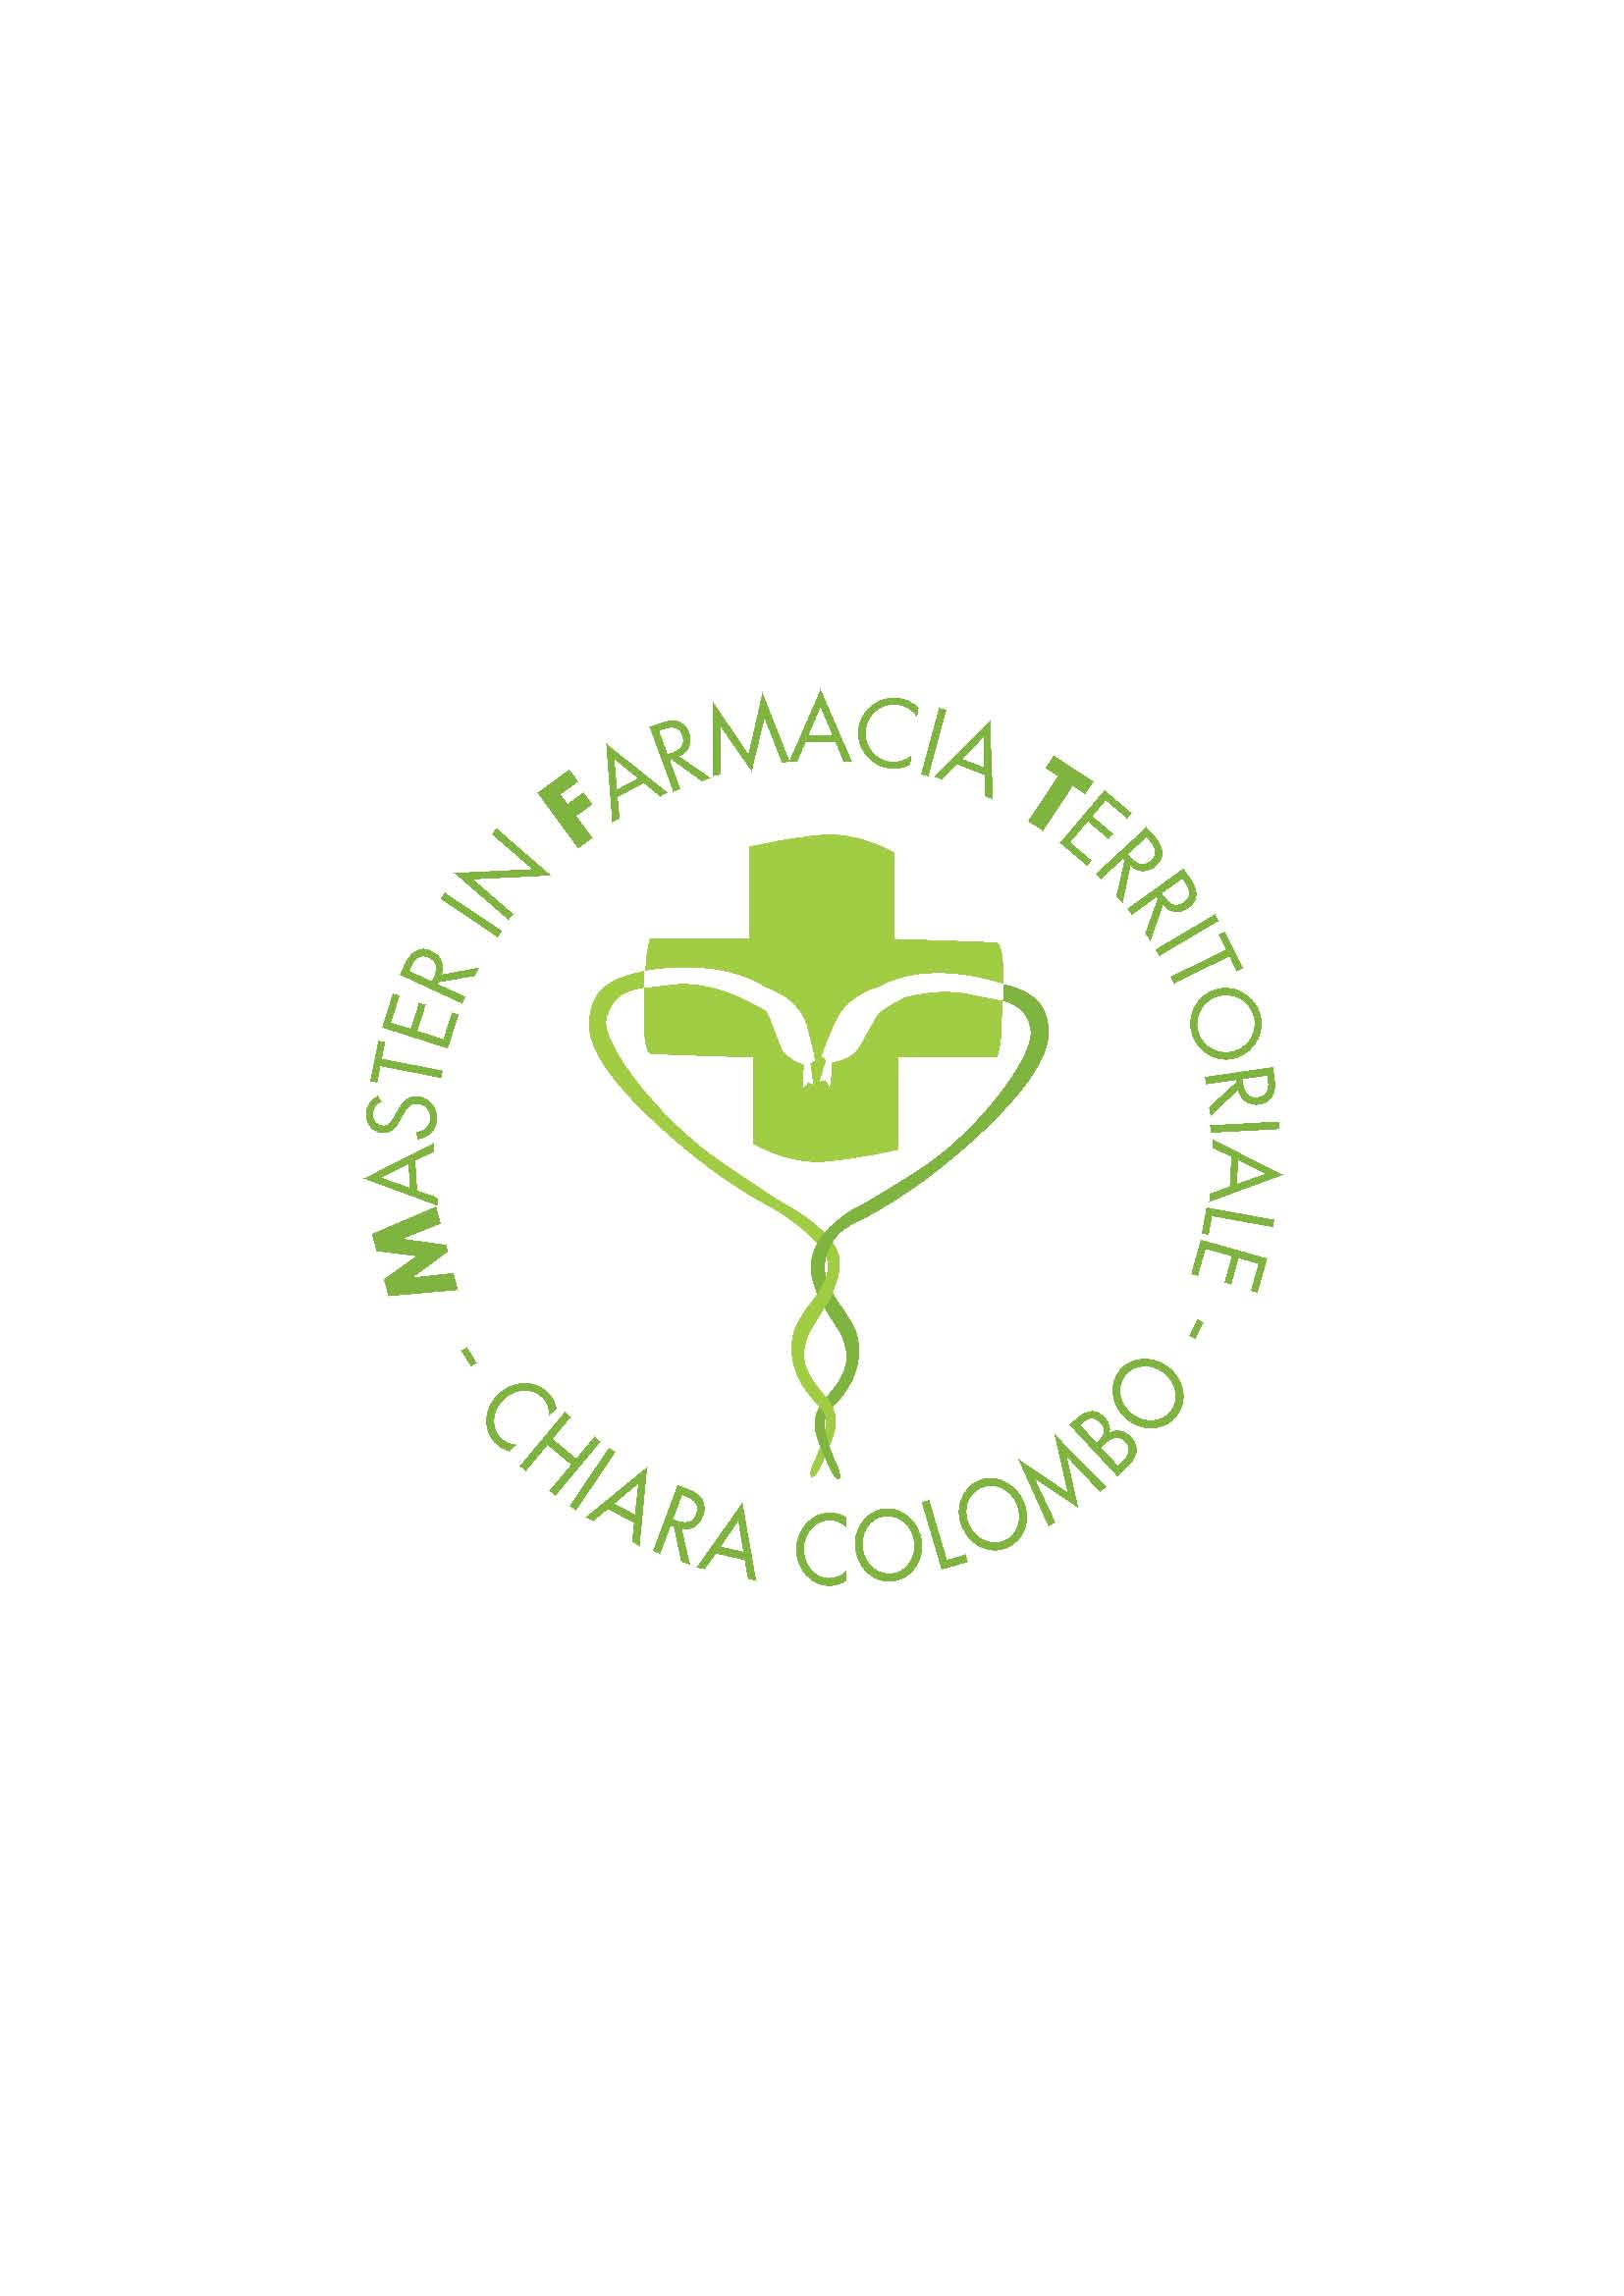 MASTER IN FARMACIA TERRITORIALE -
- CHIARA COLOMBO